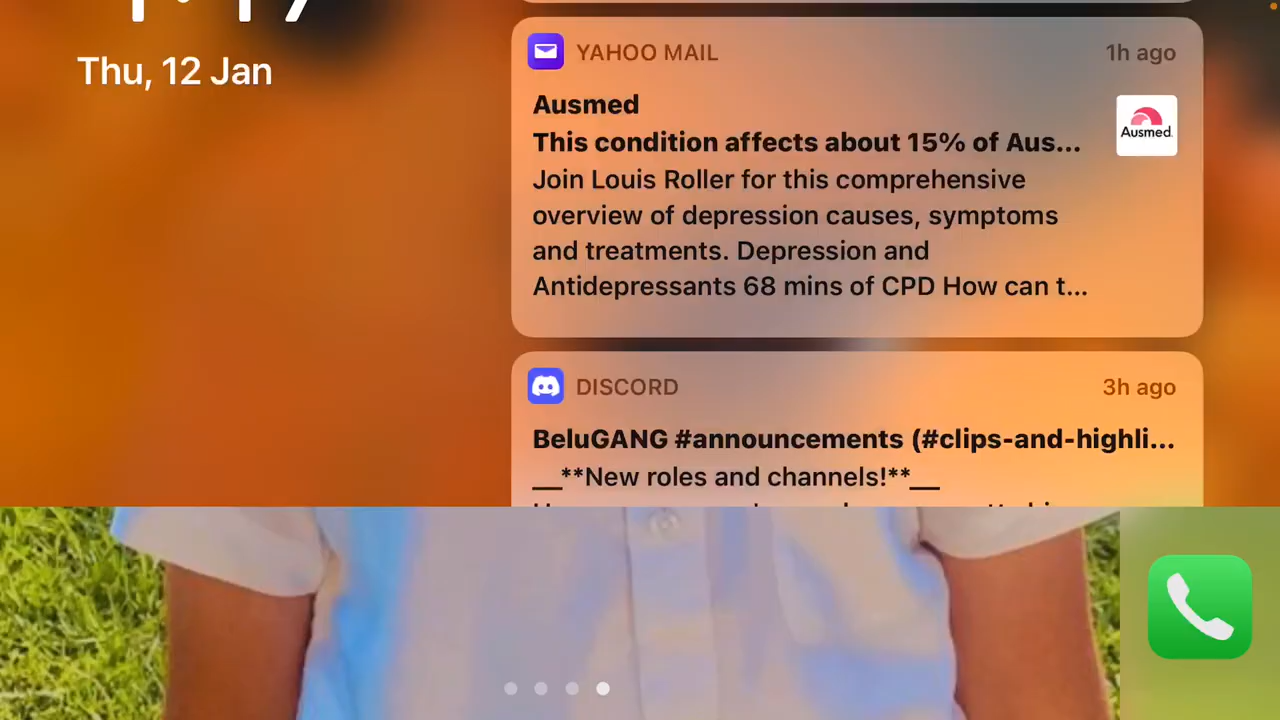 Thu, 12 Jan
YAHOO MAIL
1h ago
Ausmed
This condition affects about 15% of Aus...
Join Louis Roller for this comprehensive
overview of depression causes, symptoms
and treatments. Depression and
Antidepressants 68 mins of CPD How can t...
Ausmed
DISCORD
3h ago
BeluGANG #announcements (#clips-and-highli...
__**New roles and channels!**__